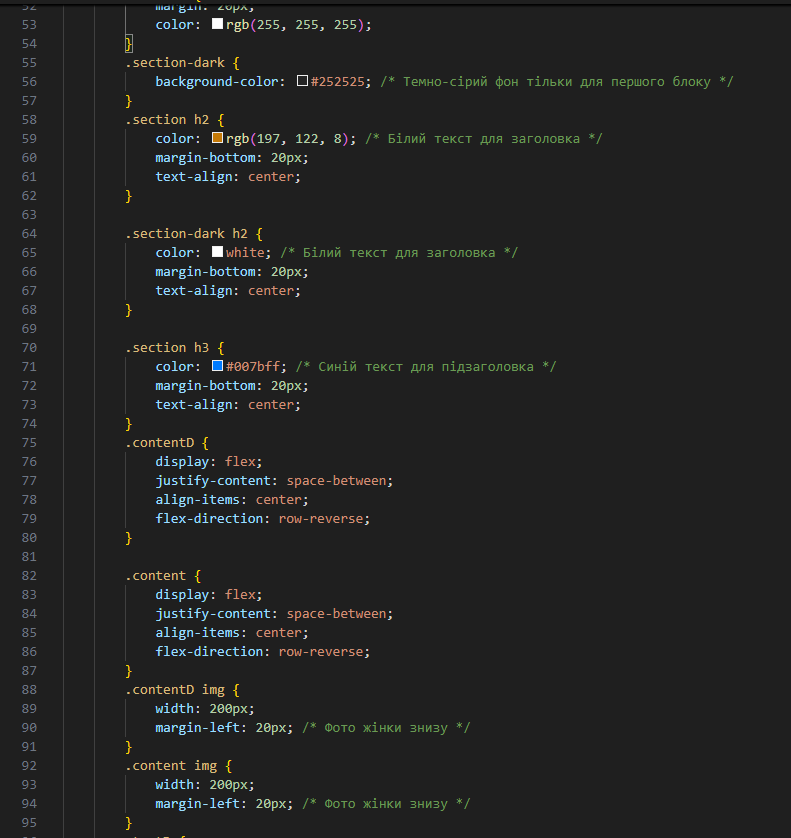 52 margin: 20px;
53 color: rgb(255, 255, 255);
54 }
55 .section-dark {
56 background-color: #252525; /* Темно-сірий фон тільки для першого блоку */
57 }
58 .section h2 {
59 color: rgb(197, 122, 8); /* Білий текст для заголовка */
60 margin-bottom: 20px;
61 text-align: center;
62 }
63
64 .section-dark h2 {
65 color: white; /* Білий текст для заголовка */
66 margin-bottom: 20px;
67 text-align: center;
68 }
69
70 .section h3 {
71 color: #007bff; /* Синій текст для підзаголовка */
72 margin-bottom: 20px;
73 text-align: center;
74 }
75 .contentD {
76 display: flex;
77 justify-content: space-between;
78 align-items: center;
79 flex-direction: row-reverse;
80 }
81
82 .content {
83 display: flex;
84 justify-content: space-between;
85 align-items: center;
86 flex-direction: row-reverse;
87 }
88 .contentD img {
89 width: 200px;
90 margin-left: 20px; /* Фото жінки знизу */
91 }
92 .content img {
93 width: 200px;
94 margin-left: 20px; /* Фото жінки знизу */
95 }